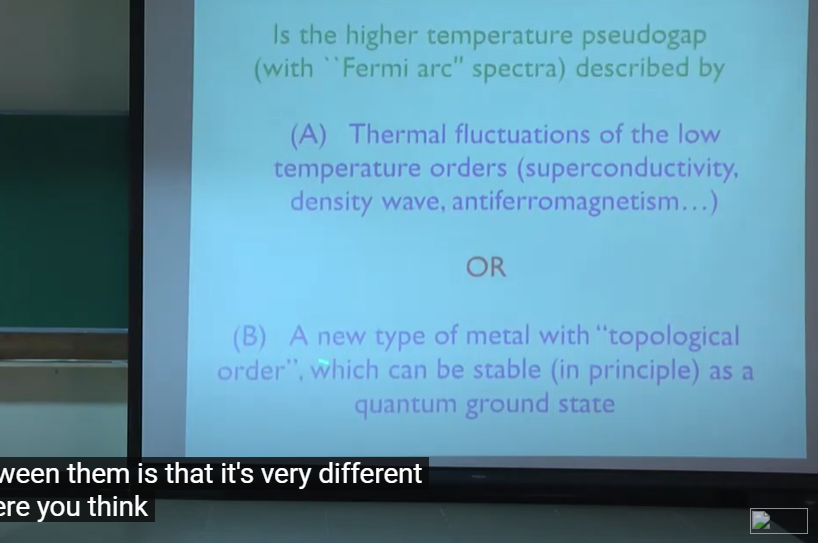 Is the higher temperature pseudogap
(with ``Fermi arc" spectra) described by
(A) Thermal fluctuations of the low
temperature orders (superconductivity,
density wave, antiferromagnetism...)
OR
(B) A new type of metal with “topological
order”, which can be stable (in principle) as a
quantum ground state
ween them is that it's very different
ere you think